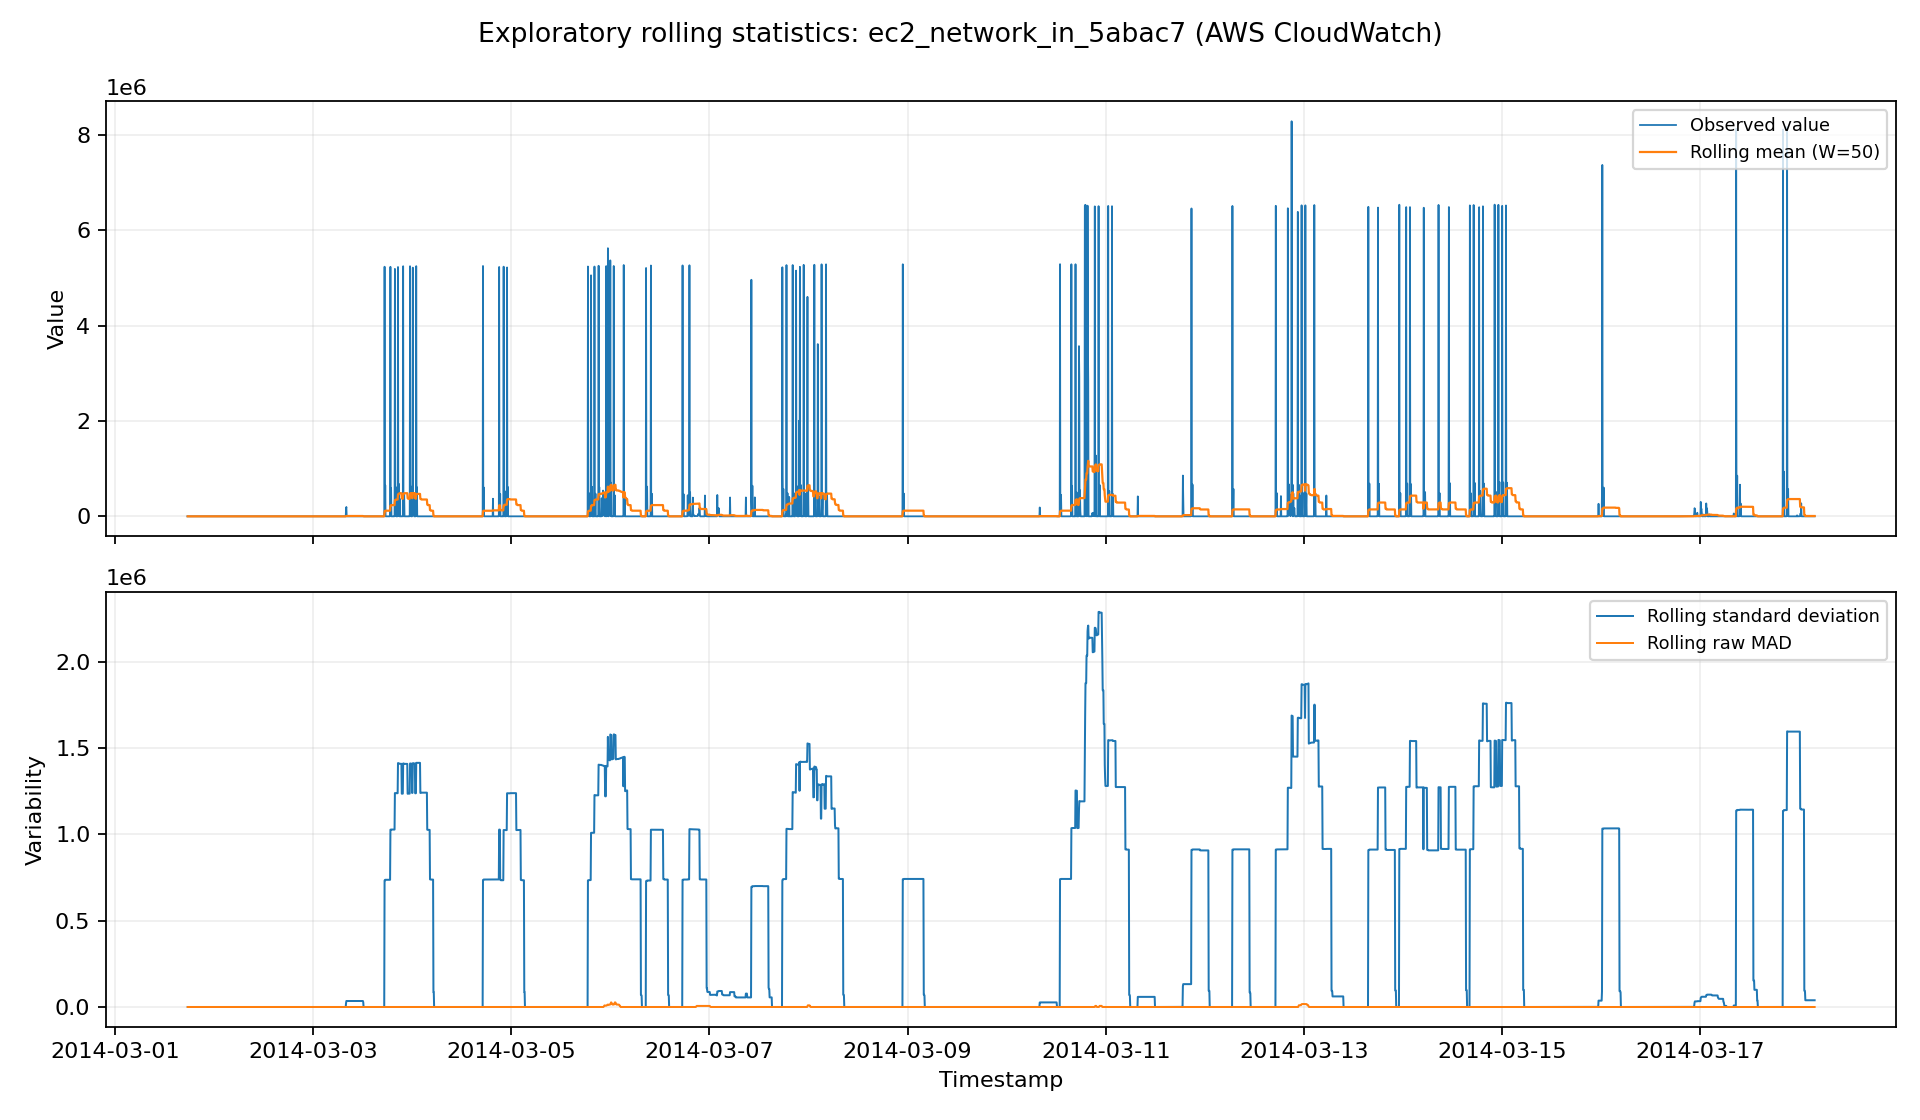 Exploratory rolling statistics: ec2_network_in_5abac7 (AWS CloudWatch)
1e6
Observed value
Rolling mean (W=50)
8
6
4
2
0
Value
1e6
Rolling standard deviation
Rolling raw MAD
2.0
1.5
1.0
0.5
0.0
Variability
2014-03-01 2014-03-03 2014-03-05 2014-03-07 2014-03-09 2014-03-11 2014-03-13 2014-03-15 2014-03-17
Timestamp